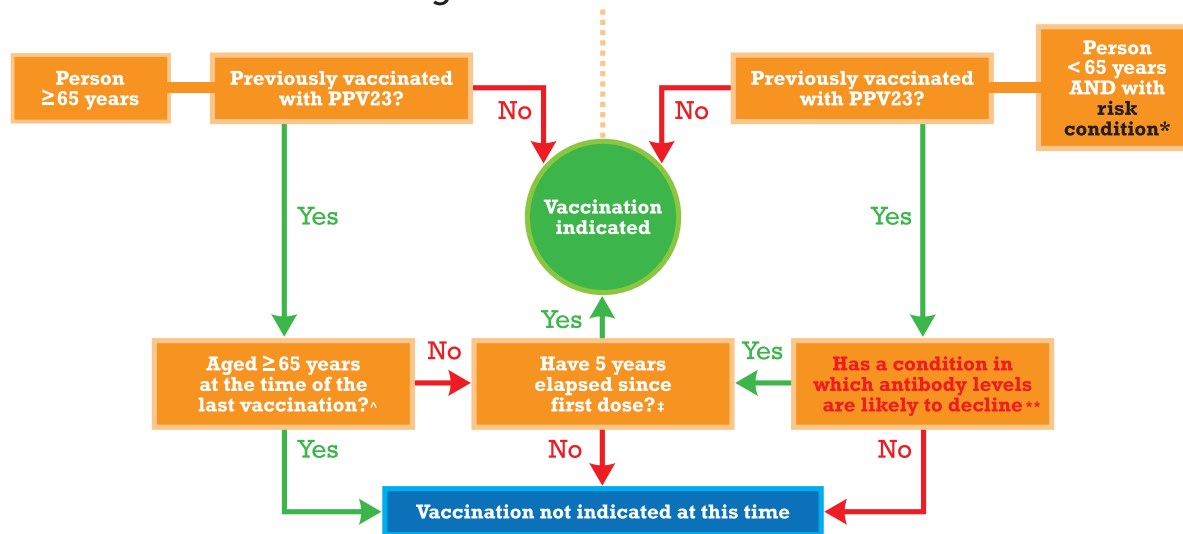 Person
≥65 years
Previously vaccinated
with PPV23?
No
No
Previously vaccinated
with PPV23?
Person
<65 years
AND with
risk
condition*
Yes
Vaccination
indicated
Yes
Aged ≥65 years
at the time of the
last vaccination?^
No
Yes
Have 5 years
elapsed since
first dose?‡
Yes
Has a condition in
which antibody levels
are likely to decline**
Yes
No
No
Vaccination not indicated at this time